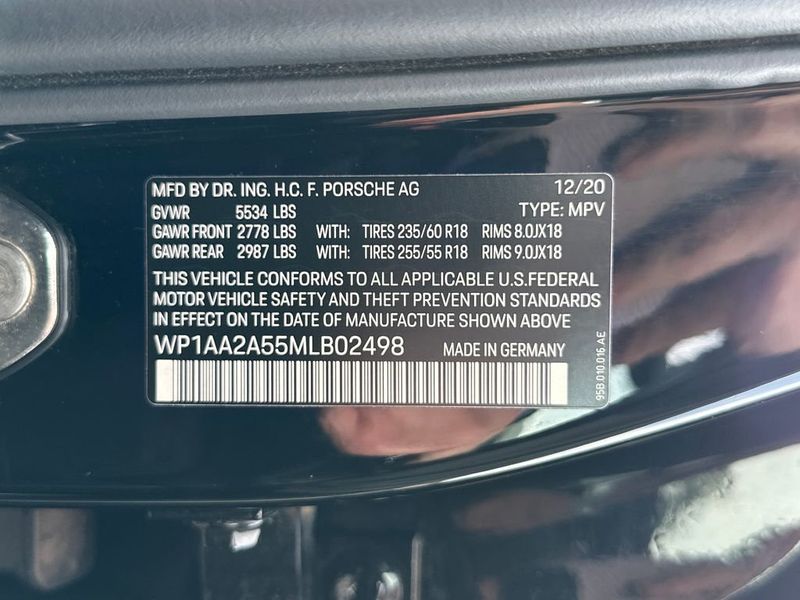 MFD BY DR. ING. H.C. F. PORSCHE AG 12/20
GVWR 5534 LBS TYPE: MPV
GAWR FRONT 2778 LBS WITH: TIRES 235/60 R18 RIMS 8.0JX18
GAWR REAR 2987 LBS WITH: TIRES 255/55 R18 RIMS 9.0JX18
THIS VEHICLE CONFORMS TO ALL APPLICABLE U.S.FEDERAL
MOTOR VEHICLE SAFETY AND THEFT PREVENTION STANDARDS
IN EFFECT ON THE DATE OF MANUFACTURE SHOWN ABOVE
WP1AA2A55MLB02498 MADE IN GERMANY
95B.010.016.AE